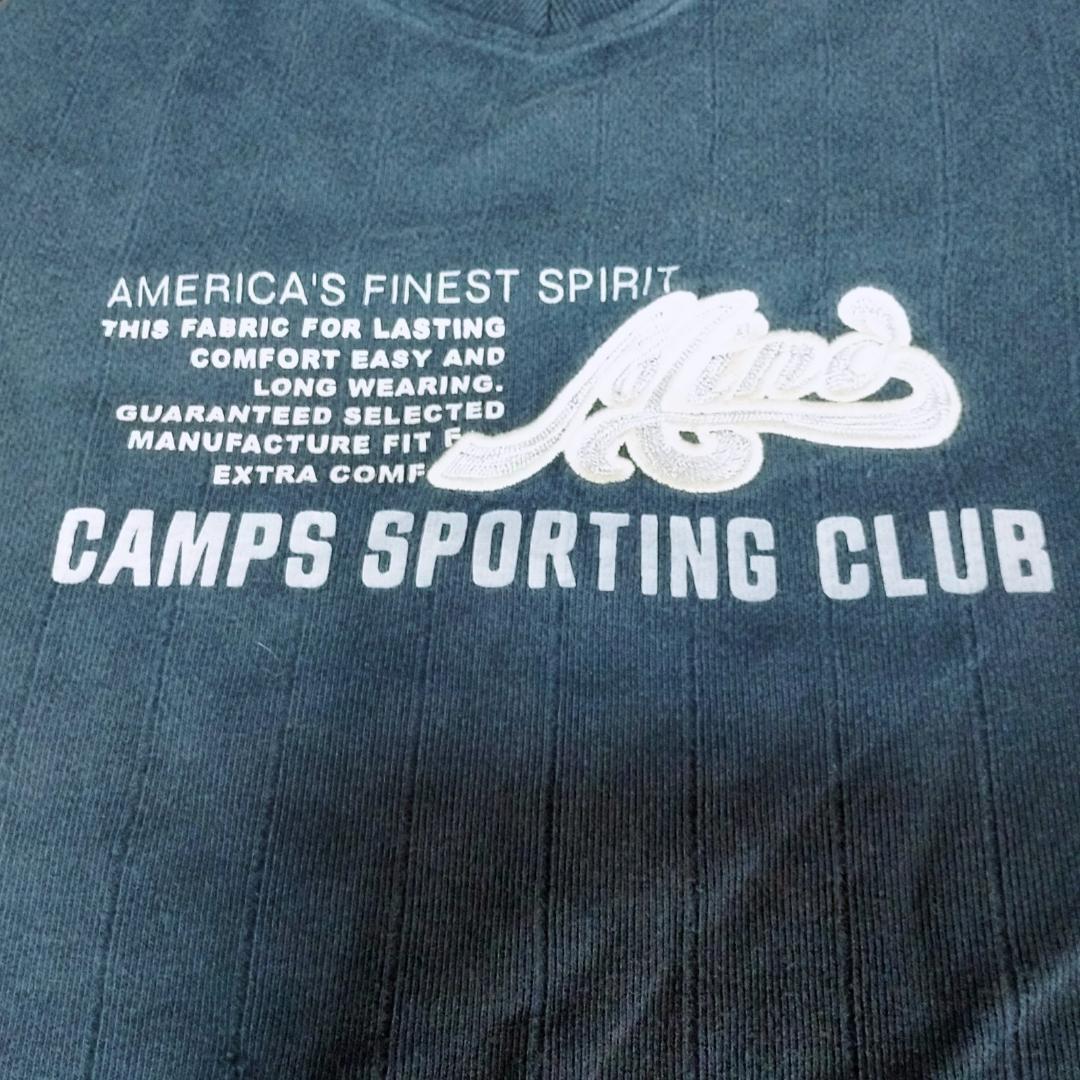 AMERICA'S FINEST SPIRIT
THIS FABRIC FOR LASTING
COMFORT EASY AND
LONG WEARING.
GUARANTEED SELECTED
MANUFACTURE FIT
EXTRA COMF
CAMPS SPORTING CLUB